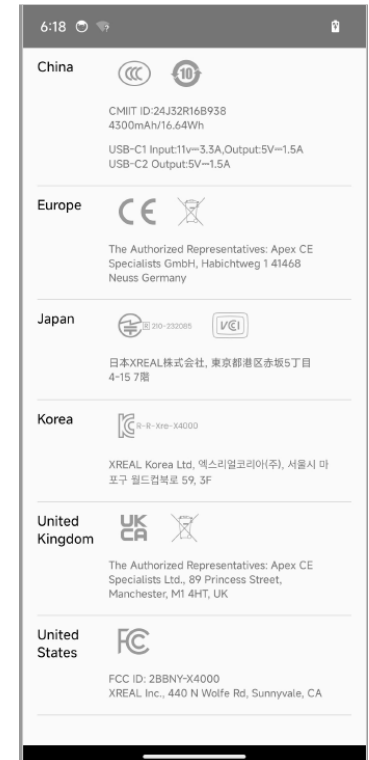 6:18
China
CCC
10
CMIIT ID:24J32R16B938
4300mAh/16.64Wh
USB-C1 Input:11v⎓3.3A,Output:5V⎓1.5A
USB-C2 Output:5V⎓1.5A
Europe
CE
The Authorized Representatives: Apex CE
Specialists GmbH, Habichtweg 1 41468
Neuss Germany
Japan
R 210-232085
VCI
日本XREAL株式会社, 東京都港区赤坂5丁目
4-15 7階
Korea
R-R-Xre-X4000
XREAL Korea Ltd, 엑스리얼코리아(주), 서울시 마
포구 월드컵북로 59, 3F
United
Kingdom
UK
CA
The Authorized Representatives: Apex CE
Specialists Ltd., 89 Princess Street,
Manchester, M1 4HT, UK
United
States
FC
FCC ID: 2BBNY-X4000
XREAL Inc., 440 N Wolfe Rd, Sunnyvale, CA